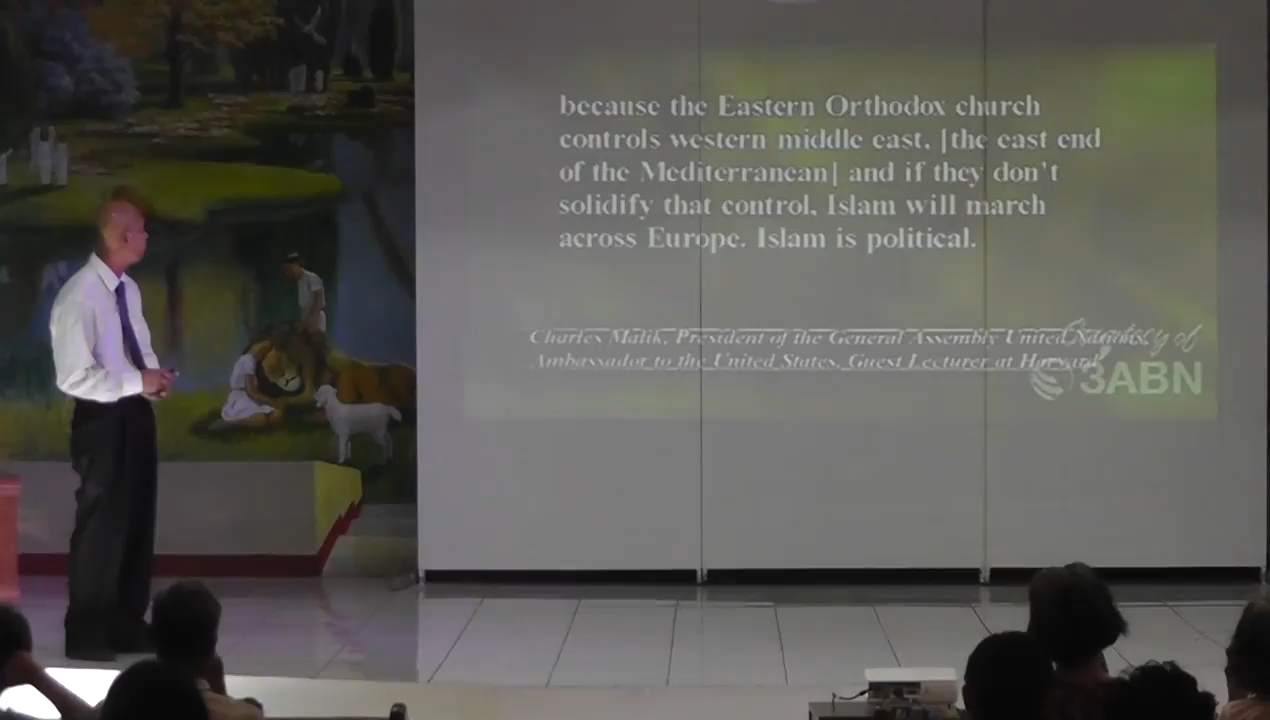 because the Eastern Orthodox church
controls western middle east, [the east end
of the Mediterranean] and if they don't
solidify that control, Islam will march
across Europe. Islam is political.
Charles Malik, President of the General Assembly United Nations,
Courtesy of
Ambassador to the United States, Guest Lecturer at Harvard
3ABN